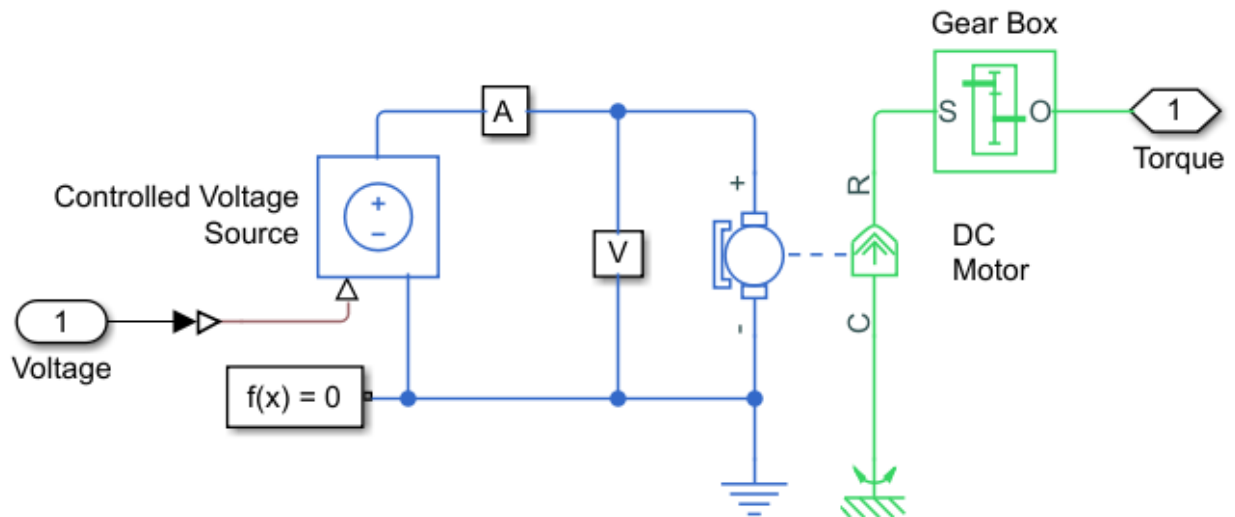 Gear Box
A
S
O
1
Torque
Controlled Voltage
Source
+
−
+
R
V
DC
Motor
1
Voltage
-
C
f(x) = 0